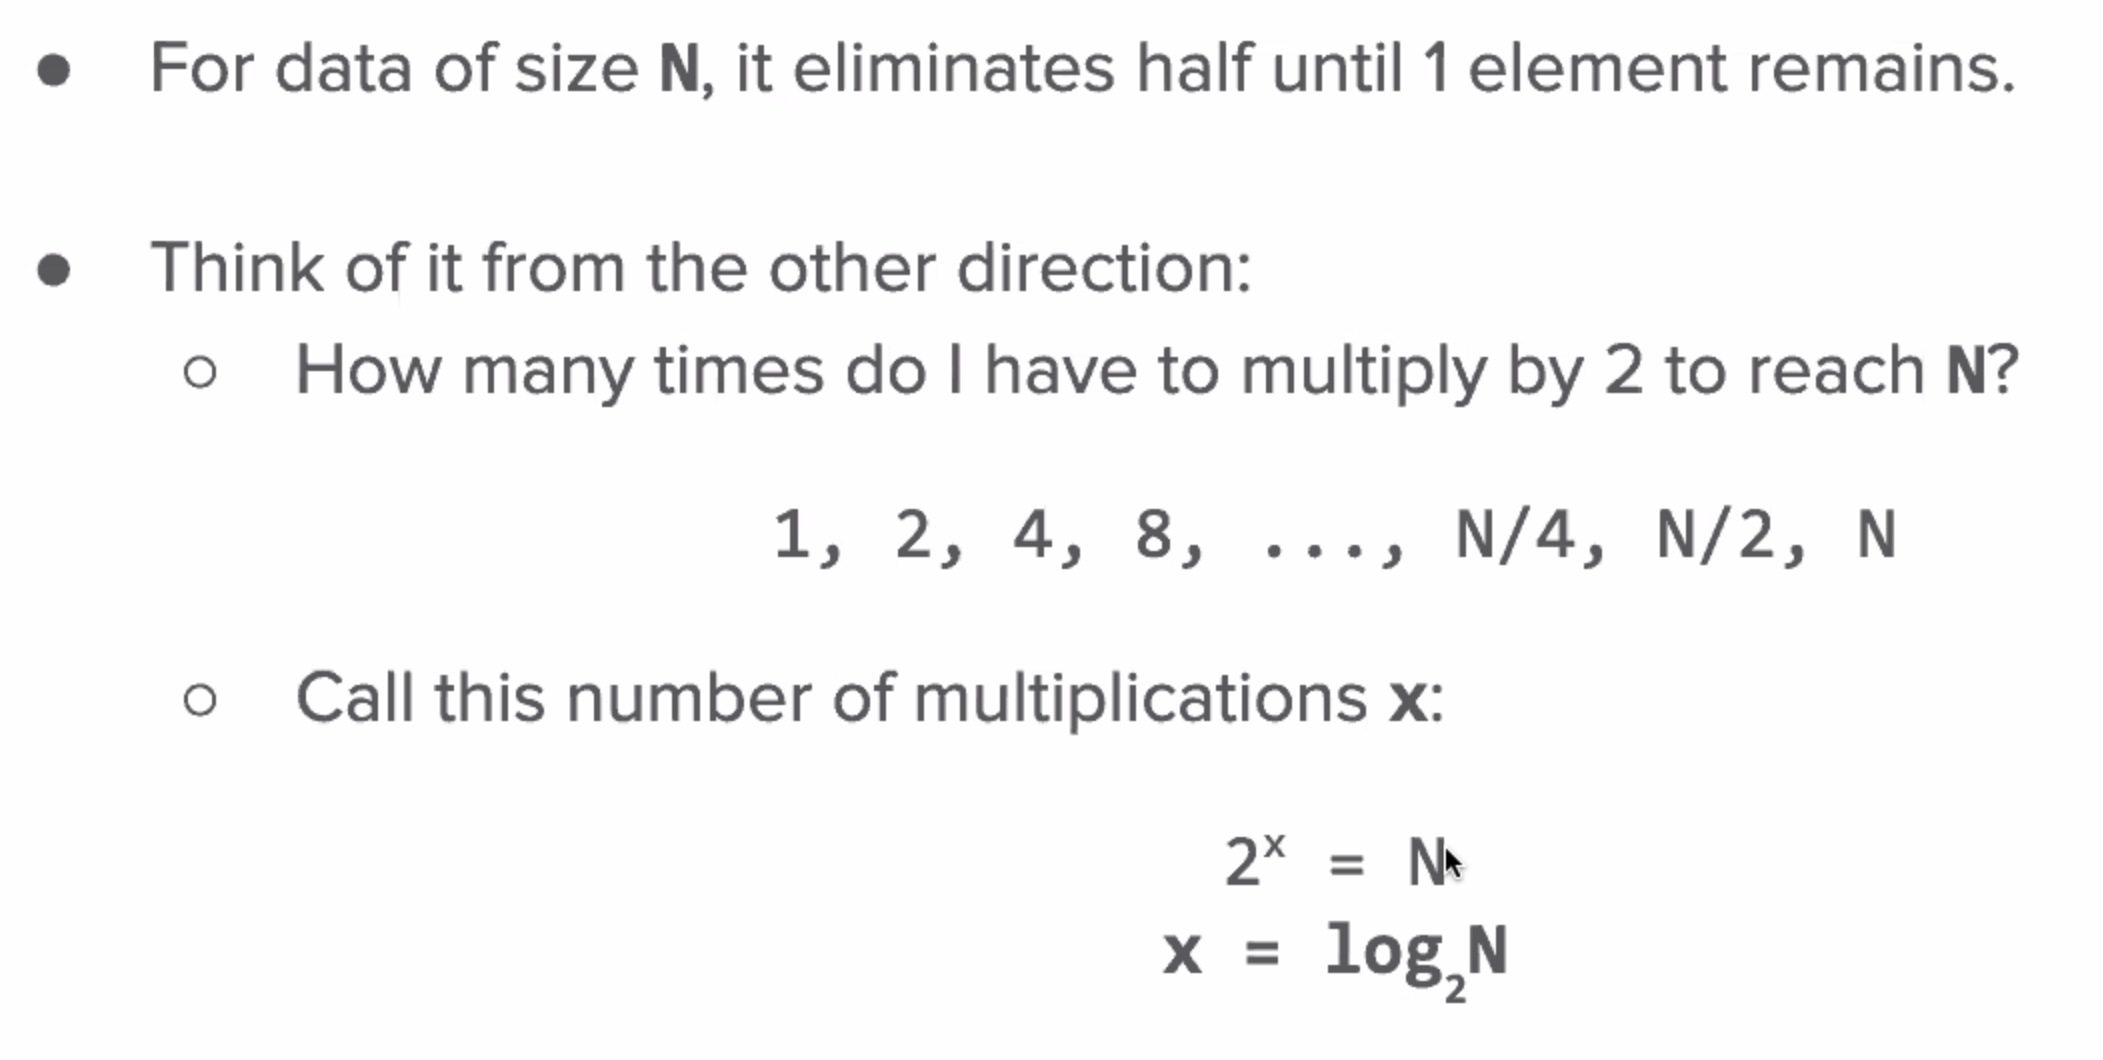 ● For data of size N, it eliminates half until 1 element remains.
● Think of it from the other direction:
○ How many times do I have to multiply by 2 to reach N?
1, 2, 4, 8, ..., N/4, N/2, N
○ Call this number of multiplications x:
2ˣ = N
x = log₂N